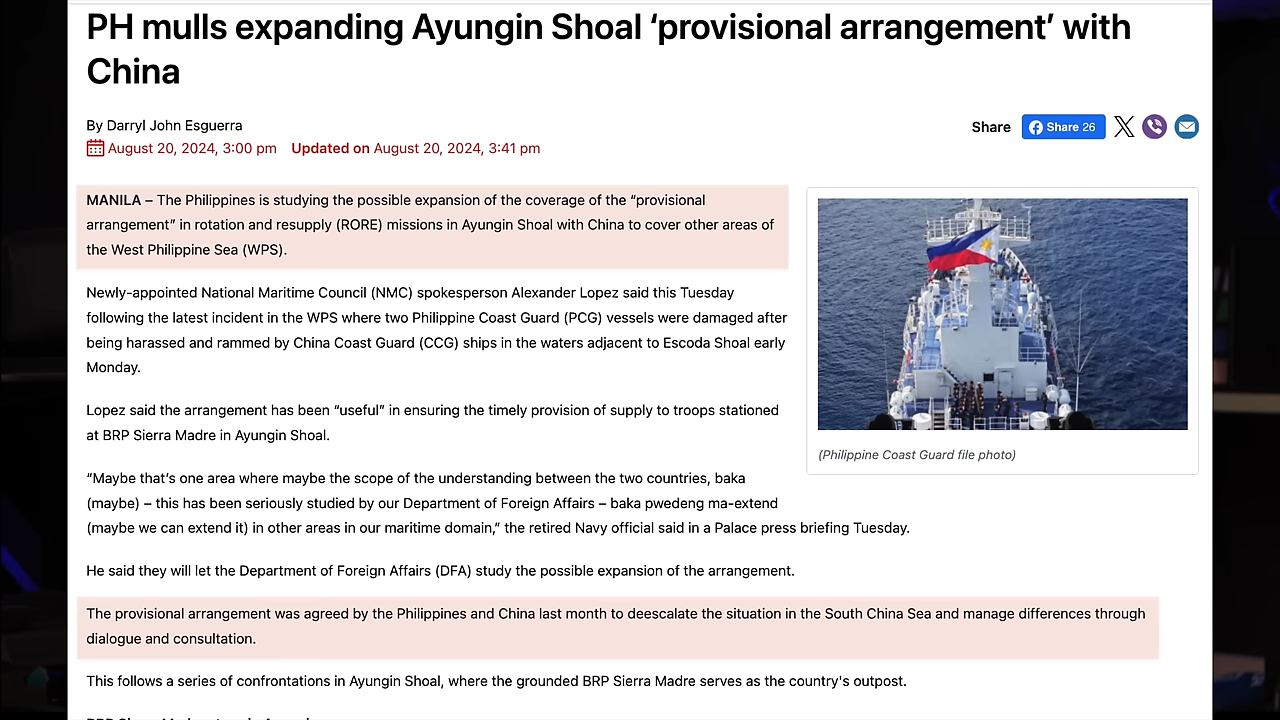 PH mulls expanding Ayungin Shoal ‘provisional arrangement’ with
China
By Darryl John Esguerra
August 20, 2024, 3:00 pm Updated on August 20, 2024, 3:41 pm
Share
Share 26
MANILA – The Philippines is studying the possible expansion of the coverage of the “provisional
arrangement” in rotation and resupply (RORE) missions in Ayungin Shoal with China to cover other areas of
the West Philippine Sea (WPS).
Newly-appointed National Maritime Council (NMC) spokesperson Alexander Lopez said this Tuesday
following the latest incident in the WPS where two Philippine Coast Guard (PCG) vessels were damaged after
being harassed and rammed by China Coast Guard (CCG) ships in the waters adjacent to Escoda Shoal early
Monday.
Lopez said the arrangement has been “useful” in ensuring the timely provision of supply to troops stationed
at BRP Sierra Madre in Ayungin Shoal.
(Philippine Coast Guard file photo)
“Maybe that’s one area where maybe the scope of the understanding between the two countries, baka
(maybe) – this has been seriously studied by our Department of Foreign Affairs – baka pwedeng ma-extend
(maybe we can extend it) in other areas in our maritime domain,” the retired Navy official said in a Palace press briefing Tuesday.
He said they will let the Department of Foreign Affairs (DFA) study the possible expansion of the arrangement.
The provisional arrangement was agreed by the Philippines and China last month to deescalate the situation in the South China Sea and manage differences through
dialogue and consultation.
This follows a series of confrontations in Ayungin Shoal, where the grounded BRP Sierra Madre serves as the country's outpost.